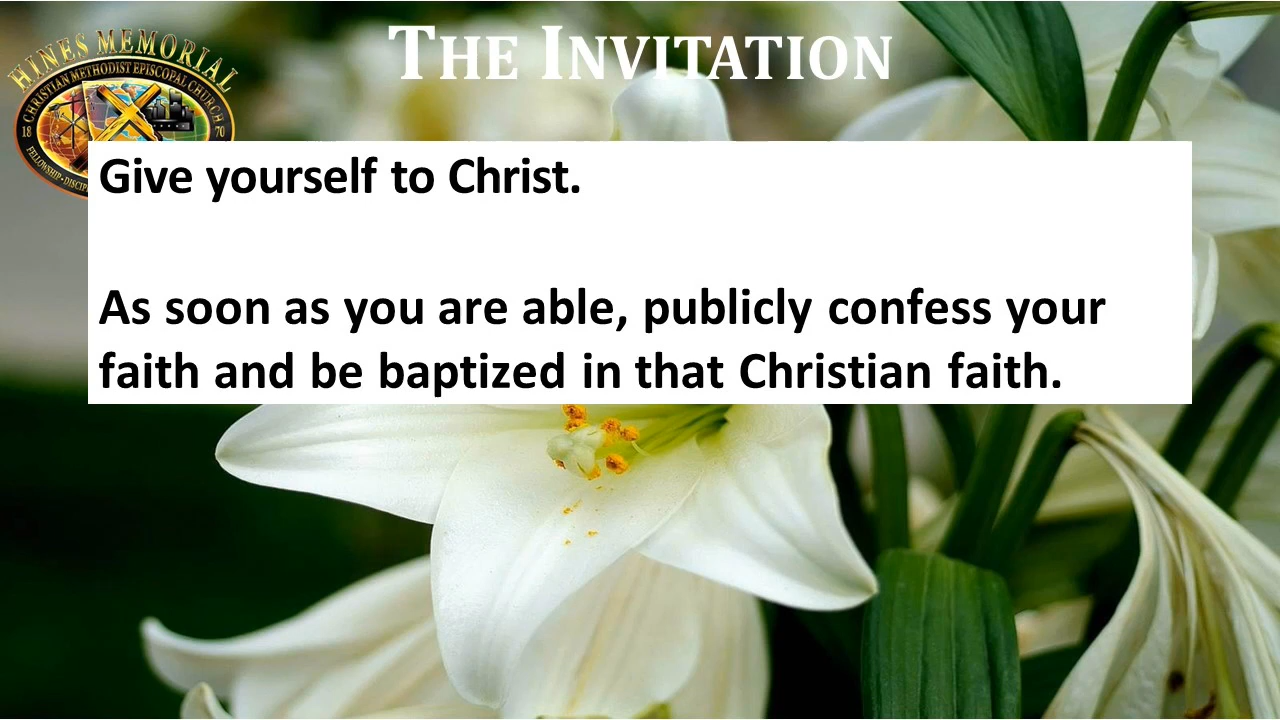 THE INVITATION
HINES MEMORIAL
CHRISTIAN METHODIST EPISCOPAL CHURCH
18 70
Give yourself to Christ.
As soon as you are able, publicly confess your
faith and be baptized in that Christian faith.